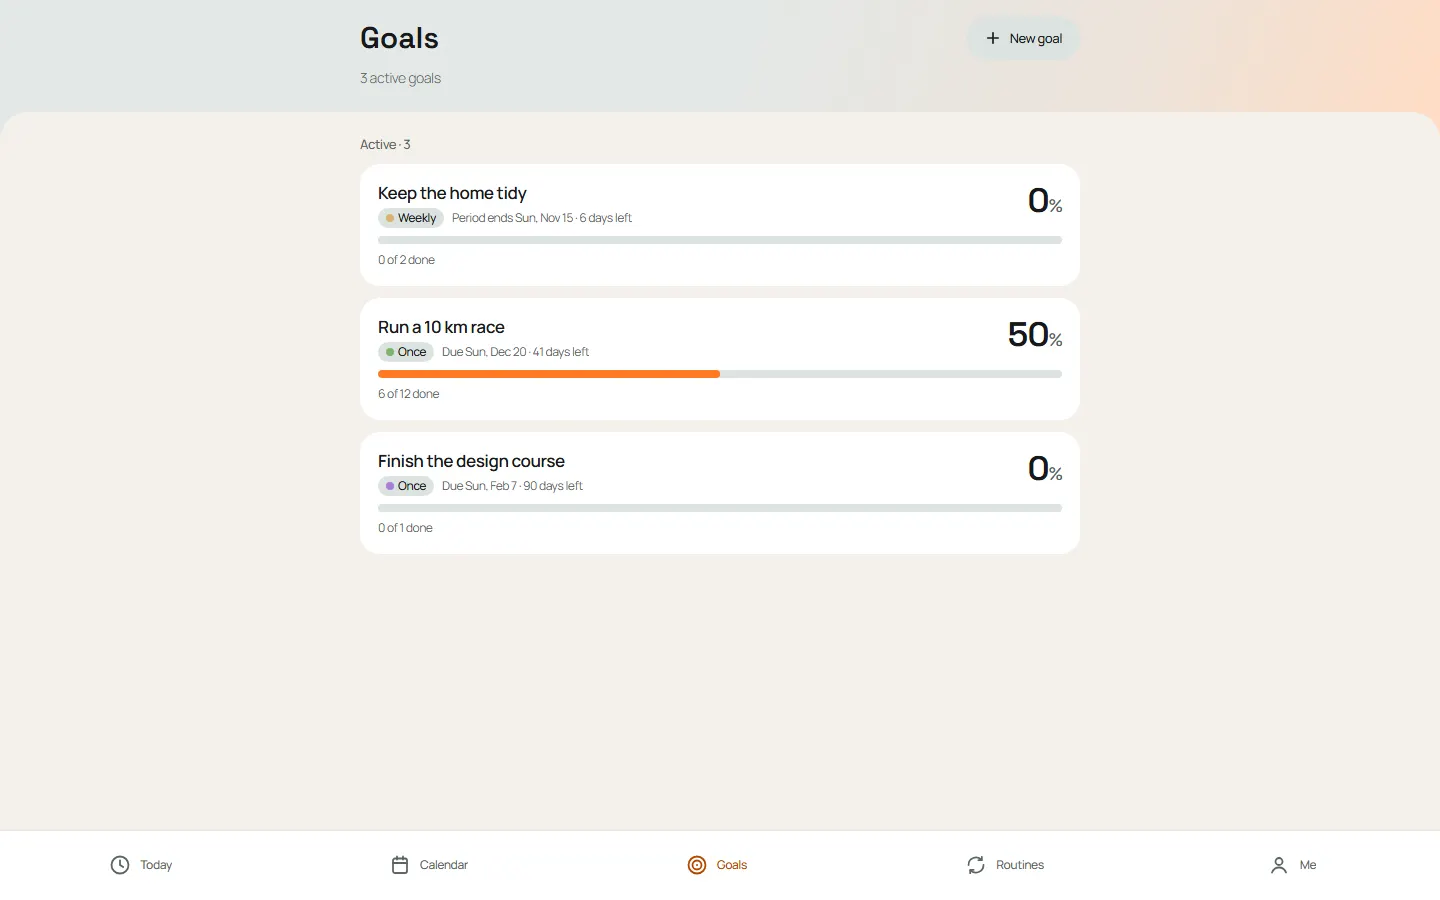 Goals
New goal
3 active goals
Active · 3
Keep the home tidy
0%
Weekly Period ends Sun, Nov 15 · 6 days left
0 of 2 done
Run a 10 km race
50%
Once Due Sun, Dec 20 · 41 days left
6 of 12 done
Finish the design course
0%
Once Due Sun, Feb 7 · 90 days left
0 of 1 done
Today Calendar Goals Routines Me